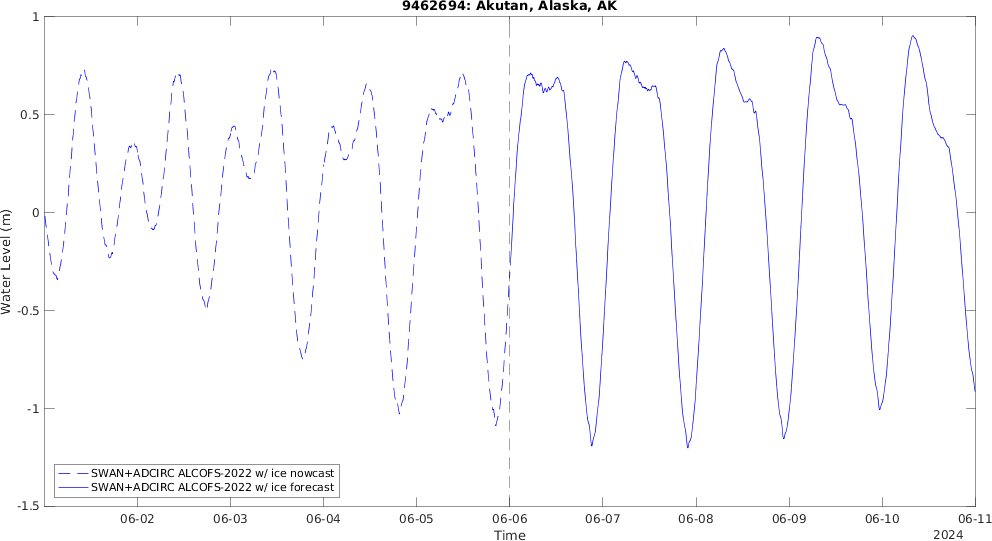 9462694: Akutan, Alaska, AK
1
0.5
0
-0.5
-1
-1.5
Water Level (m)
SWAN+ADCIRC ALCOFS-2022 w/ ice nowcast
SWAN+ADCIRC ALCOFS-2022 w/ ice forecast
06-02 06-03 06-04 06-05 06-06 06-07 06-08 06-09 06-10 06-11
Time
2024